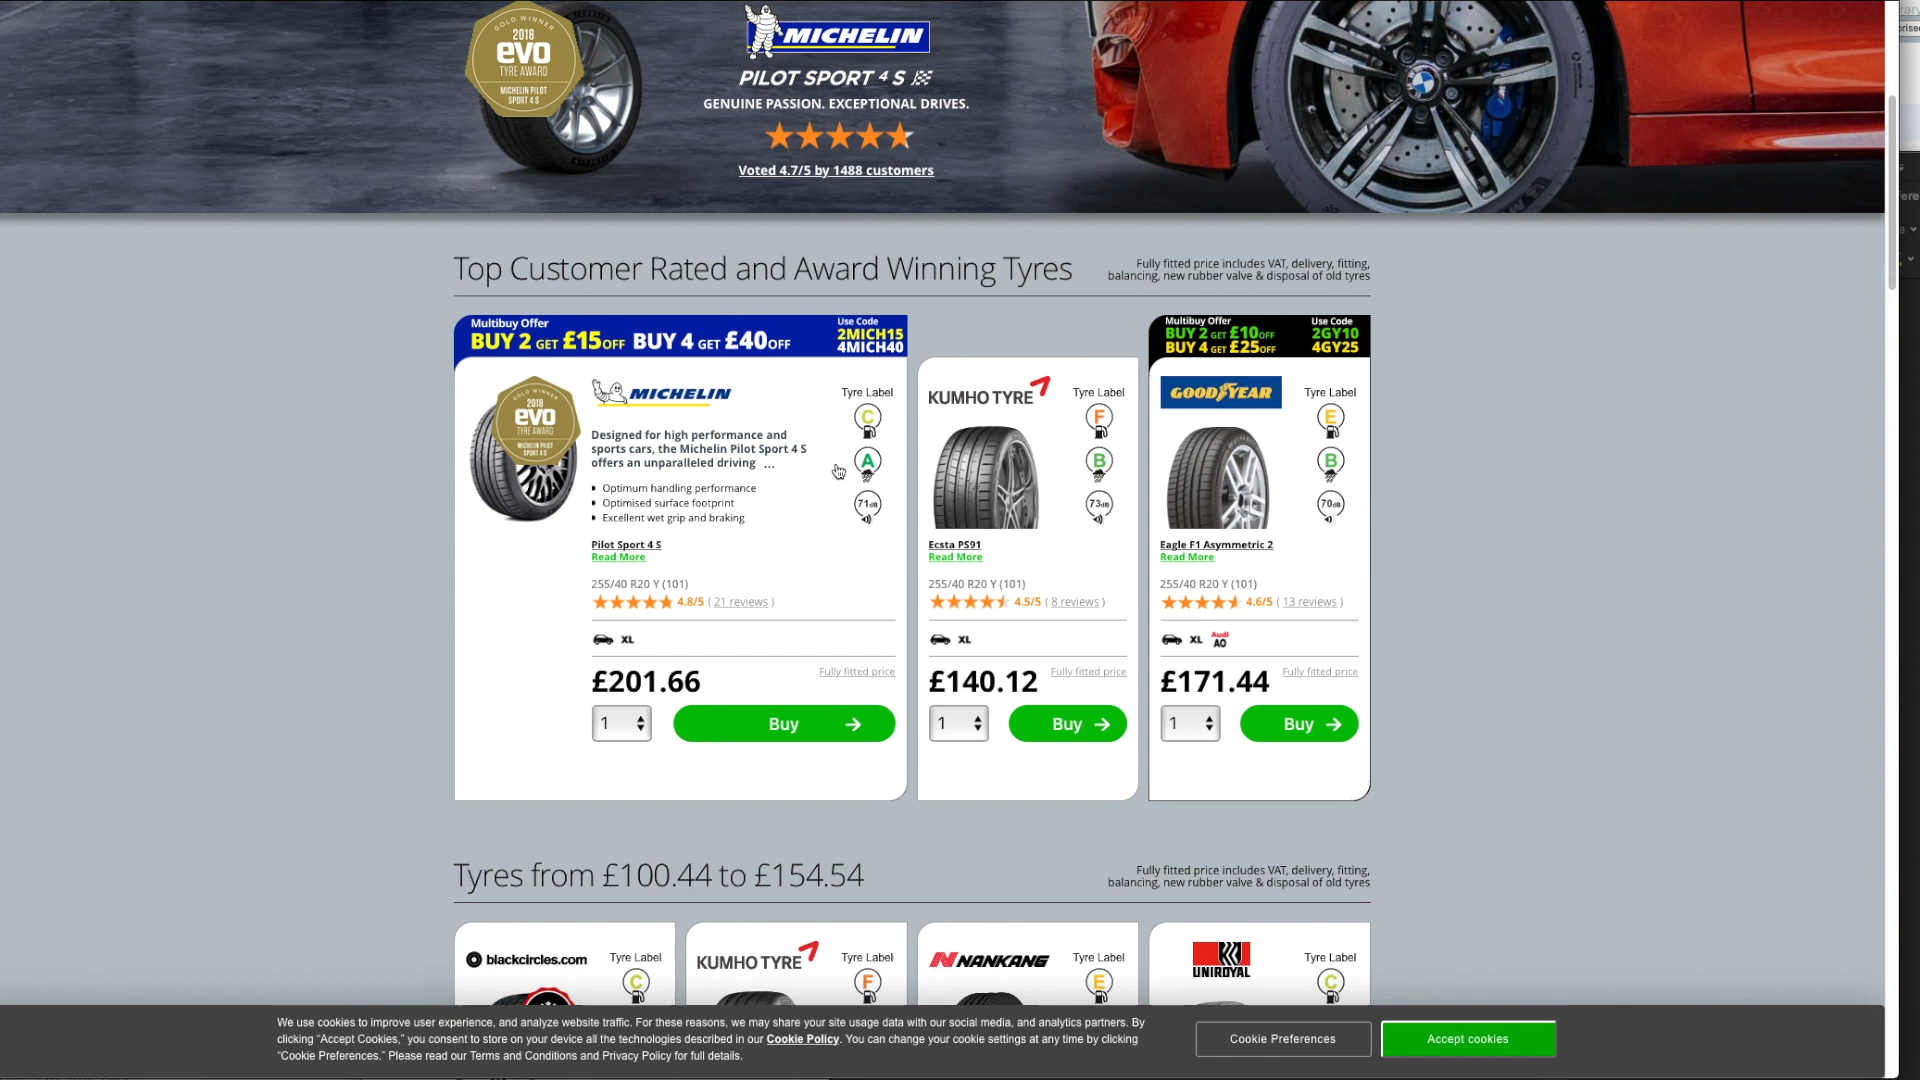 GOLD WINNER
2018
evo
TYRE AWARD
MICHELIN PILOT
SPORT 4 S
MICHELIN
PILOT SPORT 4 S
GENUINE PASSION. EXCEPTIONAL DRIVES.
Voted 4.7/5 by 1488 customers
Top Customer Rated and Award Winning Tyres
Fully fitted price includes VAT, delivery, fitting,
balancing, new rubber valve & disposal of old tyres
Multibuy Offer
BUY 2 GET £15OFF BUY 4 GET £40OFF
Use Code
2MICH15
4MICH40
GOLD WINNER
2018
evo
TYRE AWARD
MICHELIN PILOT
SPORT 4 S
MICHELIN
Tyre Label
C
A
71dB
Designed for high performance and
sports cars, the Michelin Pilot Sport 4 S
offers an unparalleled driving ...
• Optimum handling performance
• Optimised surface footprint
• Excellent wet grip and braking
Pilot Sport 4 S
Read More
255/40 R20 Y (101)
4.8/5 ( 21 reviews )
XL
£201.66
Fully fitted price
1
Buy →
KUMHO TYRE
Tyre Label
F
B
73dB
Ecsta PS91
Read More
255/40 R20 Y (101)
4.5/5 ( 8 reviews )
XL
£140.12
Fully fitted price
1
Buy →
Multibuy Offer
BUY 2 GET £10OFF
BUY 4 GET £25OFF
Use Code
2GY10
4GY25
GOODYEAR
Tyre Label
E
B
70dB
Eagle F1 Asymmetric 2
Read More
255/40 R20 Y (101)
4.6/5 ( 13 reviews )
XL
Audi
AO
£171.44
Fully fitted price
1
Buy →
Tyres from £100.44 to £154.54
Fully fitted price includes VAT, delivery, fitting,
balancing, new rubber valve & disposal of old tyres
blackcircles.com
Tyre Label
C
KUMHO TYRE
Tyre Label
F
NANKANG
Tyre Label
E
UNIROYAL
Tyre Label
C
We use cookies to improve user experience, and analyze website traffic. For these reasons, we may share your site usage data with our social media, and analytics partners. By
clicking “Accept Cookies,” you consent to store on your device all the technologies described in our Cookie Policy. You can change your cookie settings at any time by clicking
“Cookie Preferences.” Please read our Terms and Conditions and Privacy Policy for full details.
Cookie Preferences
Accept cookies